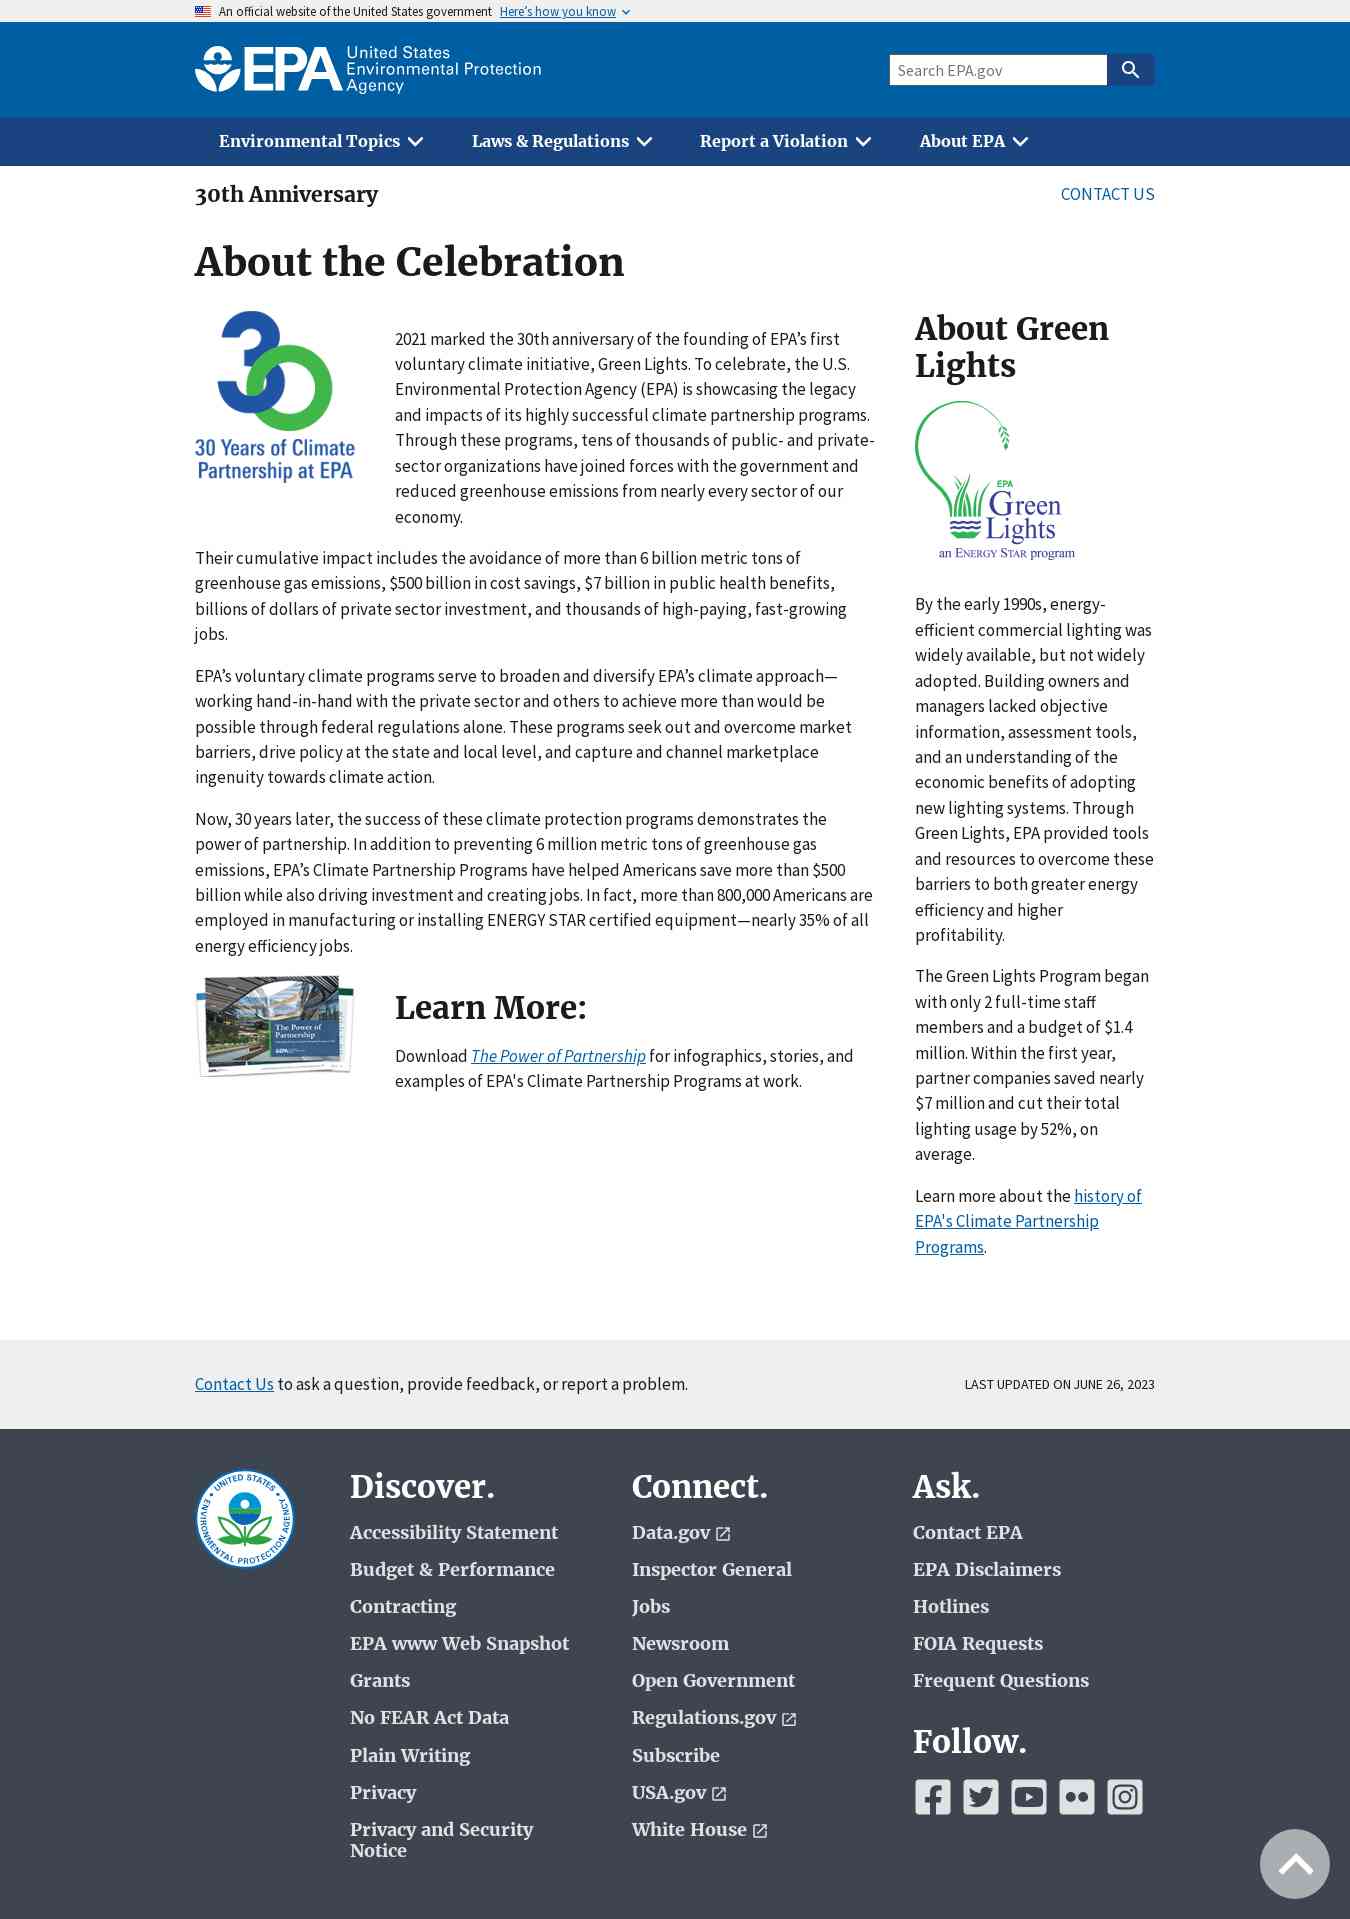 An official website of the United States government Here’s how you know
EPA United States
Environmental Protection
Agency
Search EPA.gov
Environmental Topics Laws & Regulations Report a Violation About EPA
30th Anniversary
CONTACT US
About the Celebration
30
30 Years of Climate
Partnership at EPA
2021 marked the 30th anniversary of the founding of EPA’s first
voluntary climate initiative, Green Lights. To celebrate, the U.S.
Environmental Protection Agency (EPA) is showcasing the legacy
and impacts of its highly successful climate partnership programs.
Through these programs, tens of thousands of public- and private-
sector organizations have joined forces with the government and
reduced greenhouse emissions from nearly every sector of our
economy.
Their cumulative impact includes the avoidance of more than 6 billion metric tons of
greenhouse gas emissions, $500 billion in cost savings, $7 billion in public health benefits,
billions of dollars of private sector investment, and thousands of high-paying, fast-growing
jobs.
EPA’s voluntary climate programs serve to broaden and diversify EPA’s climate approach—
working hand-in-hand with the private sector and others to achieve more than would be
possible through federal regulations alone. These programs seek out and overcome market
barriers, drive policy at the state and local level, and capture and channel marketplace
ingenuity towards climate action.
Now, 30 years later, the success of these climate protection programs demonstrates the
power of partnership. In addition to preventing 6 million metric tons of greenhouse gas
emissions, EPA’s Climate Partnership Programs have helped Americans save more than $500
billion while also driving investment and creating jobs. In fact, more than 800,000 Americans are
employed in manufacturing or installing ENERGY STAR certified equipment—nearly 35% of all
energy efficiency jobs.
The Power of
Partnership
EPA
Learn More:
Download The Power of Partnership for infographics, stories, and
examples of EPA's Climate Partnership Programs at work.
About Green
Lights
EPA
Green
Lights
an ENERGY STAR program
By the early 1990s, energy-
efficient commercial lighting was
widely available, but not widely
adopted. Building owners and
managers lacked objective
information, assessment tools,
and an understanding of the
economic benefits of adopting
new lighting systems. Through
Green Lights, EPA provided tools
and resources to overcome these
barriers to both greater energy
efficiency and higher
profitability.
The Green Lights Program began
with only 2 full-time staff
members and a budget of $1.4
million. Within the first year,
partner companies saved nearly
$7 million and cut their total
lighting usage by 52%, on
average.
Learn more about the history of
EPA's Climate Partnership
Programs.
Contact Us to ask a question, provide feedback, or report a problem.
LAST UPDATED ON JUNE 26, 2023
UNITED STATES
ENVIRONMENTAL PROTECTION AGENCY
Discover.
Accessibility Statement
Budget & Performance
Contracting
EPA www Web Snapshot
Grants
No FEAR Act Data
Plain Writing
Privacy
Privacy and Security
Notice
Connect.
Data.gov
Inspector General
Jobs
Newsroom
Open Government
Regulations.gov
Subscribe
USA.gov
White House
Ask.
Contact EPA
EPA Disclaimers
Hotlines
FOIA Requests
Frequent Questions
Follow.